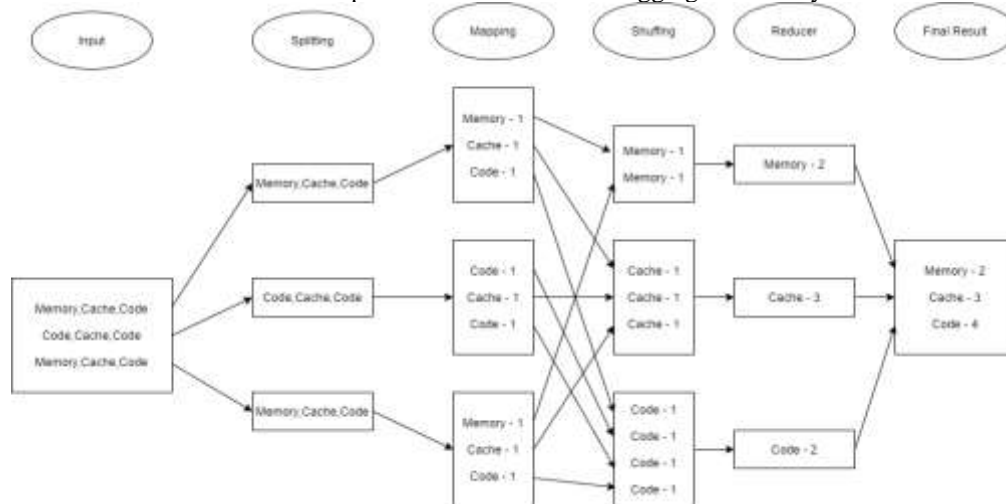 Input
Splitting
Mapping
Shuffling
Reducer
Final Result
Memory,Cache,Code
Code,Cache,Code
Memory,Cache,Code
Memory,Cache,Code
Code,Cache,Code
Memory,Cache,Code
Memory - 1
Cache - 1
Code - 1
Code - 1
Cache - 1
Code - 1
Memory - 1
Cache - 1
Code - 1
Memory - 1
Memory - 1
Cache - 1
Cache - 1
Cache - 1
Code - 1
Code - 1
Code - 1
Code - 1
Memory - 2
Cache - 3
Code - 2
Memory - 2
Cache - 3
Code - 4